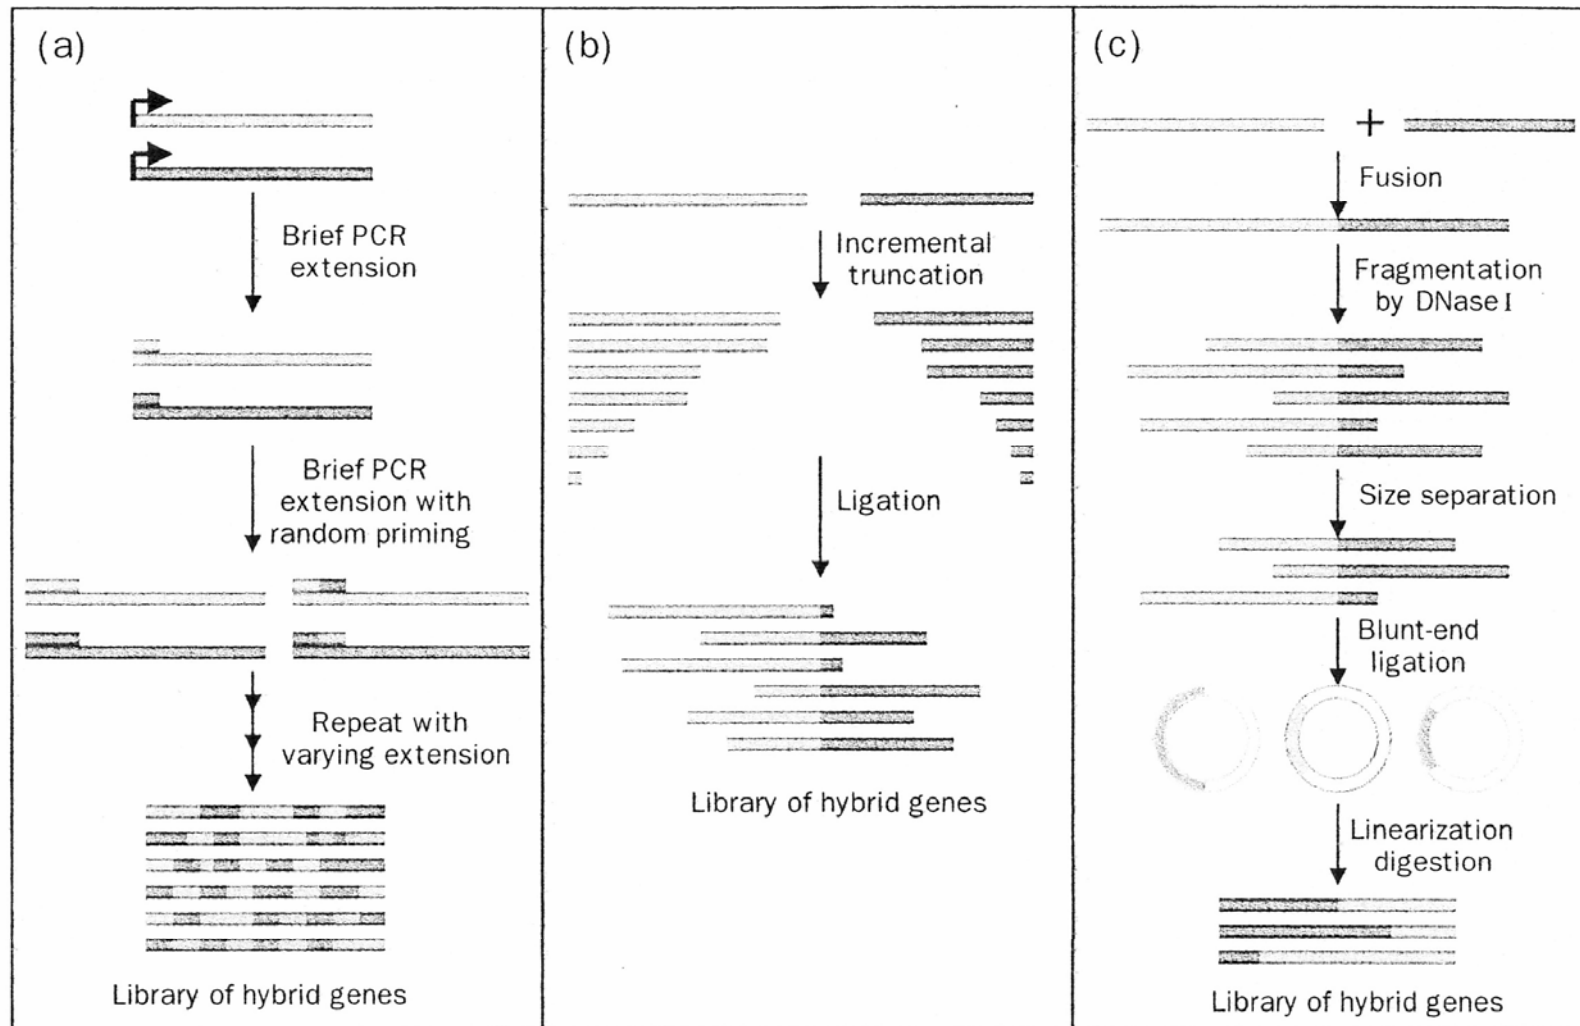 (a)
Brief PCR
extension
Brief PCR
extension with
random priming
Repeat with
varying extension
Library of hybrid genes
(b)
Incremental
truncation
Ligation
Library of hybrid genes
(c)
+
Fusion
Fragmentation
by DNase I
Size separation
Blunt-end
ligation
Linearization
digestion
Library of hybrid genes